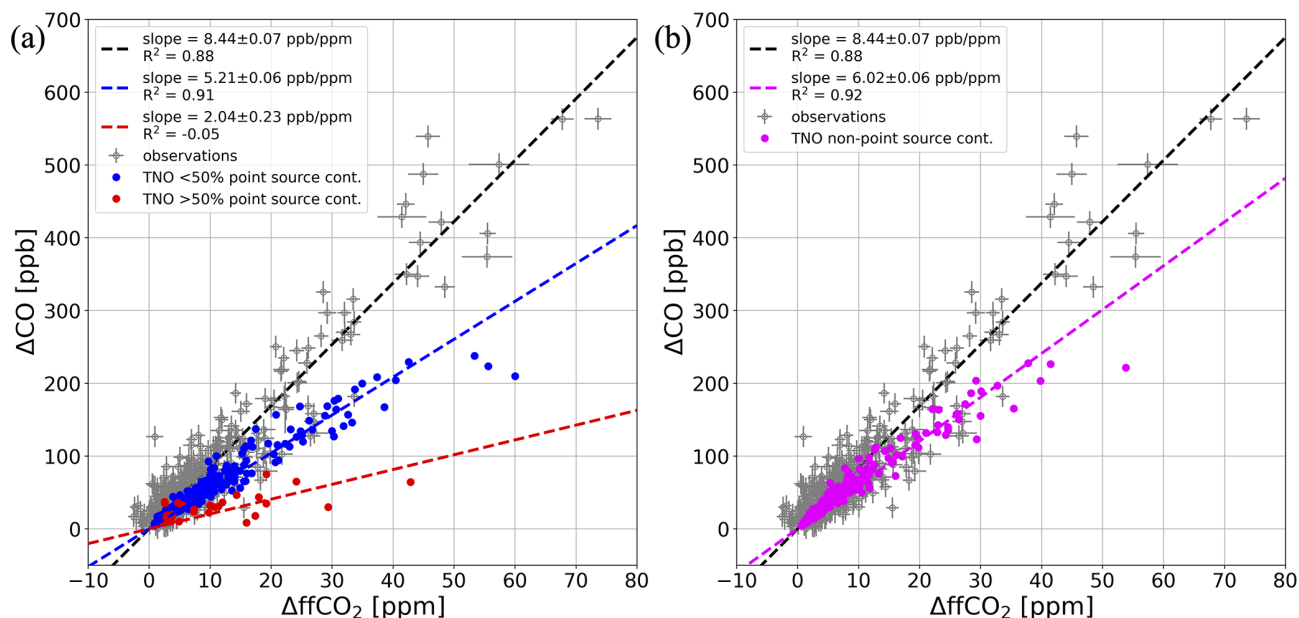 (a)
slope = 8.44±0.07 ppb/ppm
R² = 0.88
slope = 5.21±0.06 ppb/ppm
R² = 0.91
slope = 2.04±0.23 ppb/ppm
R² = -0.05
observations
TNO <50% point source cont.
TNO >50% point source cont.
700
600
500
400
300
200
100
0
ΔCO [ppb]
−10 0 10 20 30 40 50 60 70 80
ΔffCO₂ [ppm]
(b)
slope = 8.44±0.07 ppb/ppm
R² = 0.88
slope = 6.02±0.06 ppb/ppm
R² = 0.92
observations
TNO non-point source cont.
700
600
500
400
300
200
100
0
ΔCO [ppb]
−10 0 10 20 30 40 50 60 70 80
ΔffCO₂ [ppm]